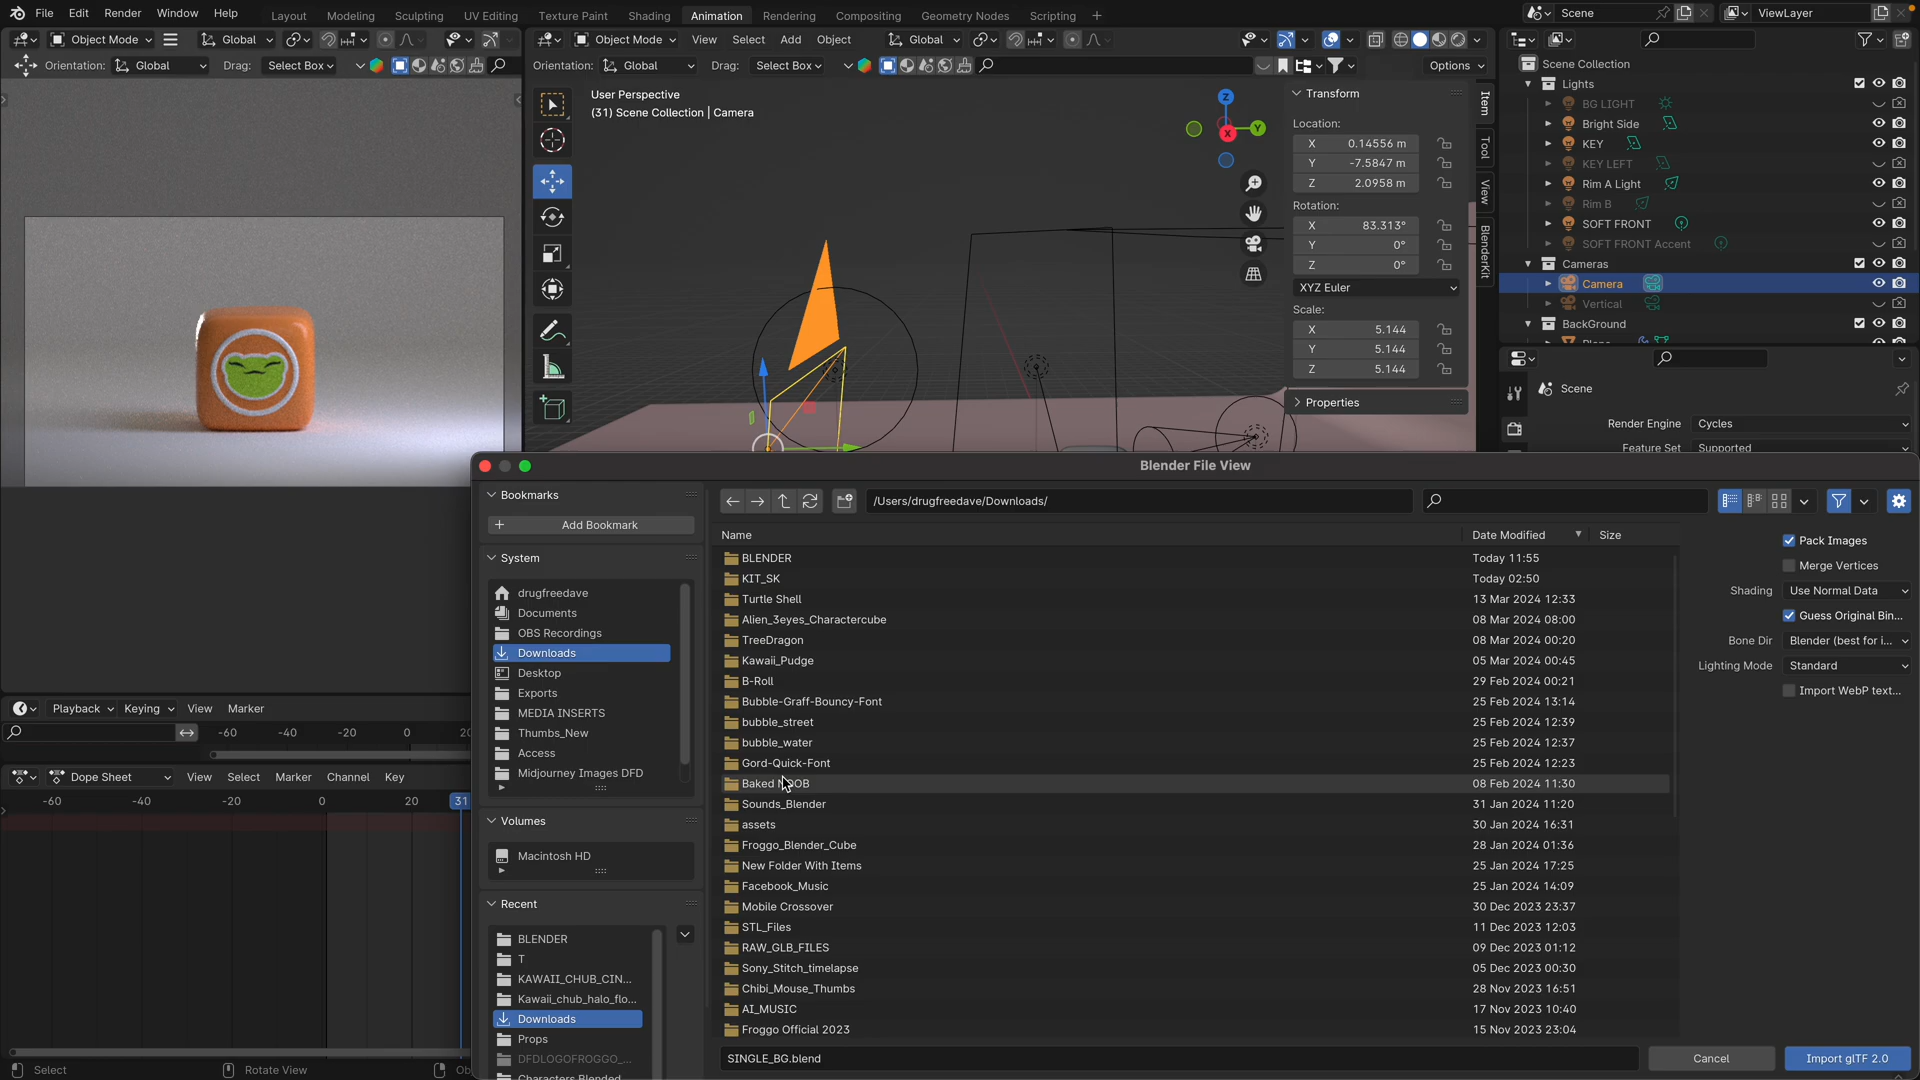 File Edit Render Window Help
Layout Modeling Sculpting UV Editing Texture Paint Shading Animation Rendering Compositing Geometry Nodes Scripting +
Scene
ViewLayer
Object Mode Global
Object Mode View Select Add Object Global
Orientation: Global Drag: Select Box
Orientation: Global Drag: Select Box
Options
User Perspective
(31) Scene Collection | Camera
Z
Y
X
Transform
Location:
X 0.14556 m
Y -7.5847 m
Z 2.0958 m
Rotation:
X 83.313°
Y 0°
Z 0°
XYZ Euler
Scale:
X 5.144
Y 5.144
Z 5.144
Properties
Item
Tool
View
BlenderKit
Scene Collection
Lights
BG LIGHT
Bright Side
KEY
KEY LEFT
Rim A Light
Rim B
SOFT FRONT
SOFT FRONT Accent
Cameras
Camera
Vertical
BackGround
Scene
Render Engine Cycles
Feature Set Supported
Blender File View
Bookmarks
+ Add Bookmark
System
drugfreedave
Documents
OBS Recordings
Downloads
Desktop
Exports
MEDIA INSERTS
Thumbs_New
Access
Midjourney Images DFD
Volumes
Macintosh HD
Recent
BLENDER
T
KAWAII_CHUB_CIN...
Kawaii_chub_halo_flo...
Downloads
Props
DFDLOGOFROGGO_...
Characters Blended
/Users/drugfreedave/Downloads/
Name Date Modified Size
BLENDER Today 11:55
KIT_SK Today 02:50
Turtle Shell 13 Mar 2024 12:33
Alien_3eyes_Charactercube 08 Mar 2024 08:00
TreeDragon 08 Mar 2024 00:20
Kawaii_Pudge 05 Mar 2024 00:45
B-Roll 29 Feb 2024 00:21
Bubble-Graff-Bouncy-Font 25 Feb 2024 13:14
bubble_street 25 Feb 2024 12:39
bubble_water 25 Feb 2024 12:37
Gord-Quick-Font 25 Feb 2024 12:23
Baked 08 Feb 2024 11:30
Sounds_Blender 31 Jan 2024 11:20
assets 30 Jan 2024 16:31
Froggo_Blender_Cube 28 Jan 2024 01:36
New Folder With Items 25 Jan 2024 17:25
Facebook_Music 25 Jan 2024 14:09
Mobile Crossover 30 Dec 2023 23:37
STL_Files 11 Dec 2023 12:03
RAW_GLB_FILES 09 Dec 2023 01:12
Sony_Stitch_timelapse 05 Dec 2023 00:30
Chibi_Mouse_Thumbs 28 Nov 2023 16:51
AI_MUSIC 17 Nov 2023 10:40
Froggo Official 2023 15 Nov 2023 23:04
SINGLE_BG.blend
Cancel
Import glTF 2.0
Pack Images
Merge Vertices
Shading Use Normal Data
Guess Original Bin...
Bone Dir Blender (best for i...
Lighting Mode Standard
Import WebP text...
Playback Keying View Marker
-60 -40 -20 0 20
Dope Sheet View Select Marker Channel Key
-60 -40 -20 0 20 31
Select
Rotate View